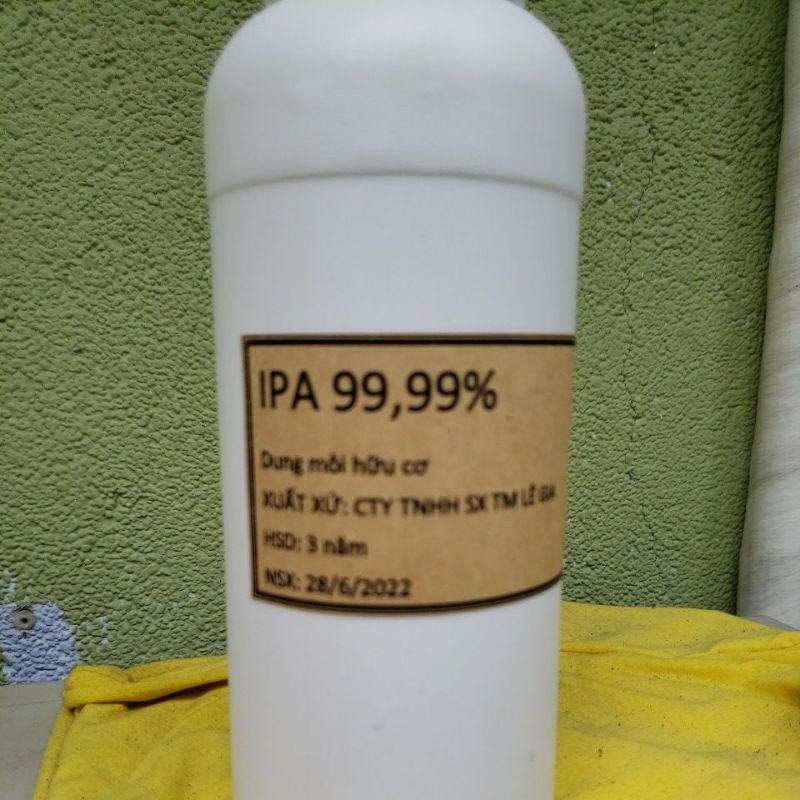 IPA 99,99%
Dung môi hữu cơ
XUẤT XỨ: CTY TNHH SX TM LÊ GIA
HSD: 3 năm
NSX: 28/6/2022